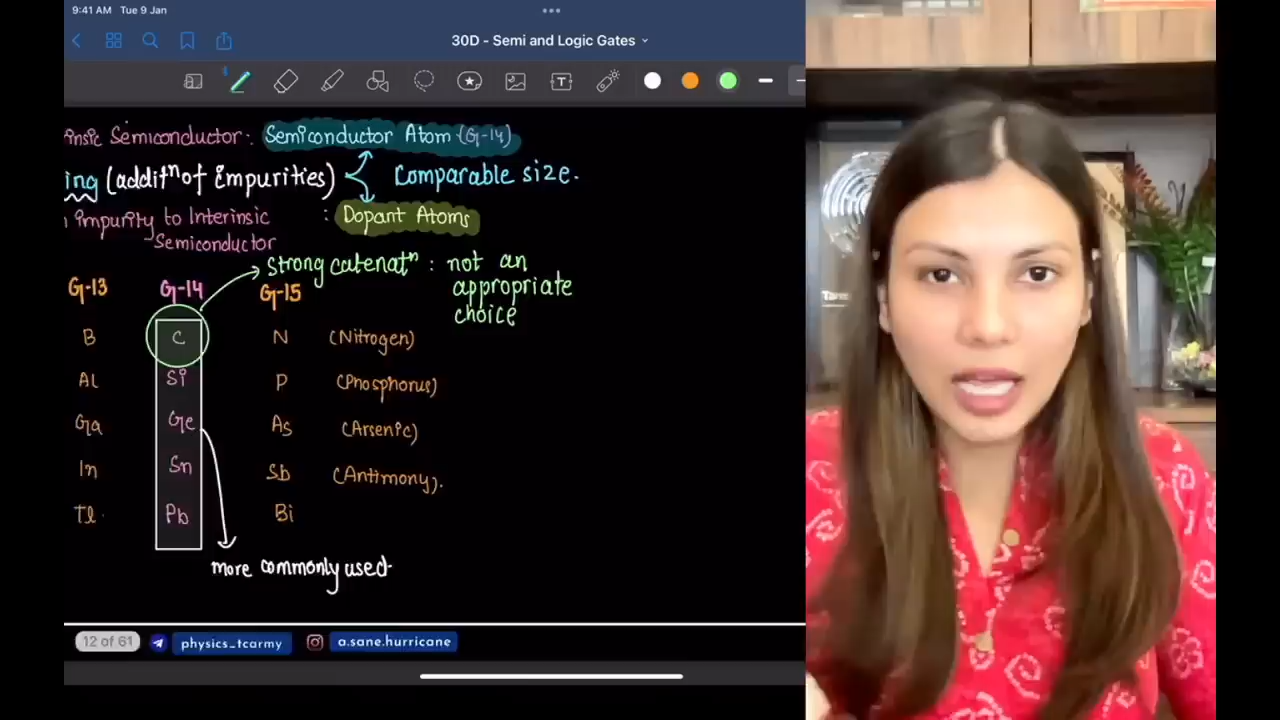 9:41 AM Tue 9 Jan
30D - Semi and Logic Gates
rinsic Semiconductor: Semiconductor Atom (G-14)
ing (additⁿ of Impurities) Comparable size.
impurity to Interinsic : Dopant Atoms
Semiconductor
strong catenatⁿ : not an
appropriate
choice
G-13 G-14 G-15
B C N (Nitrogen)
Al Si P (Phosphorus)
Ga Ge As (Arsenic)
In Sn Sb (Antimony).
Tl. Pb Bi
more commonly used
12 of 61 physics_tcarmy a.sane.hurricane